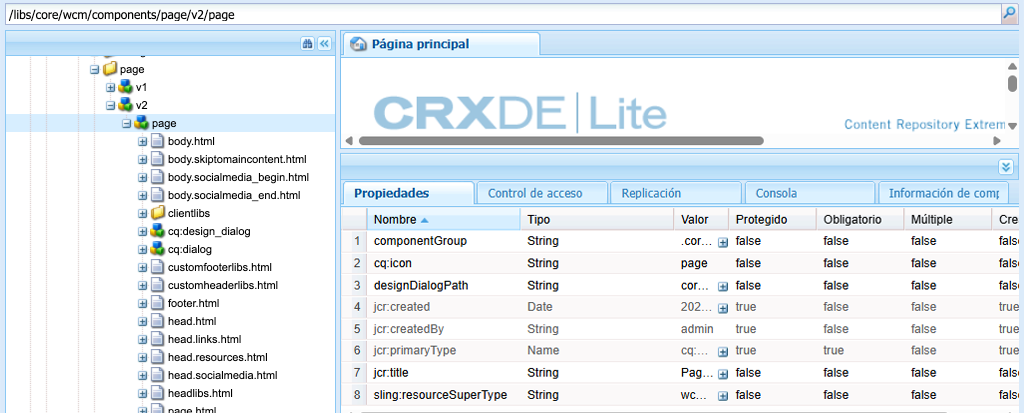 /libs/core/wcm/components/page/v2/page
Página principal
page
v1
v2
page
body.html
body.skiptomaincontent.html
body.socialmedia_begin.html
body.socialmedia_end.html
clientlibs
cq:design_dialog
cq:dialog
customfooterlibs.html
customheaderlibs.html
footer.html
head.html
head.links.html
head.resources.html
head.socialmedia.html
headlibs.html
page.html
CRXDE Lite
Content Repository Extrem
Propiedades Control de acceso Replicación Consola Información de comp
Nombre Tipo Valor Protegido Obligatorio Múltiple Cre
1 componentGroup String .cor... false false false false
2 cq:icon String page false false false false
3 designDialogPath String cor... false false false false
4 jcr:created Date 202... true false false true
5 jcr:createdBy String admin true false false true
6 jcr:primaryType Name cq:... true true false true
7 jcr:title String Pag... false false false false
8 sling:resourceSuperType String wc... false false false false